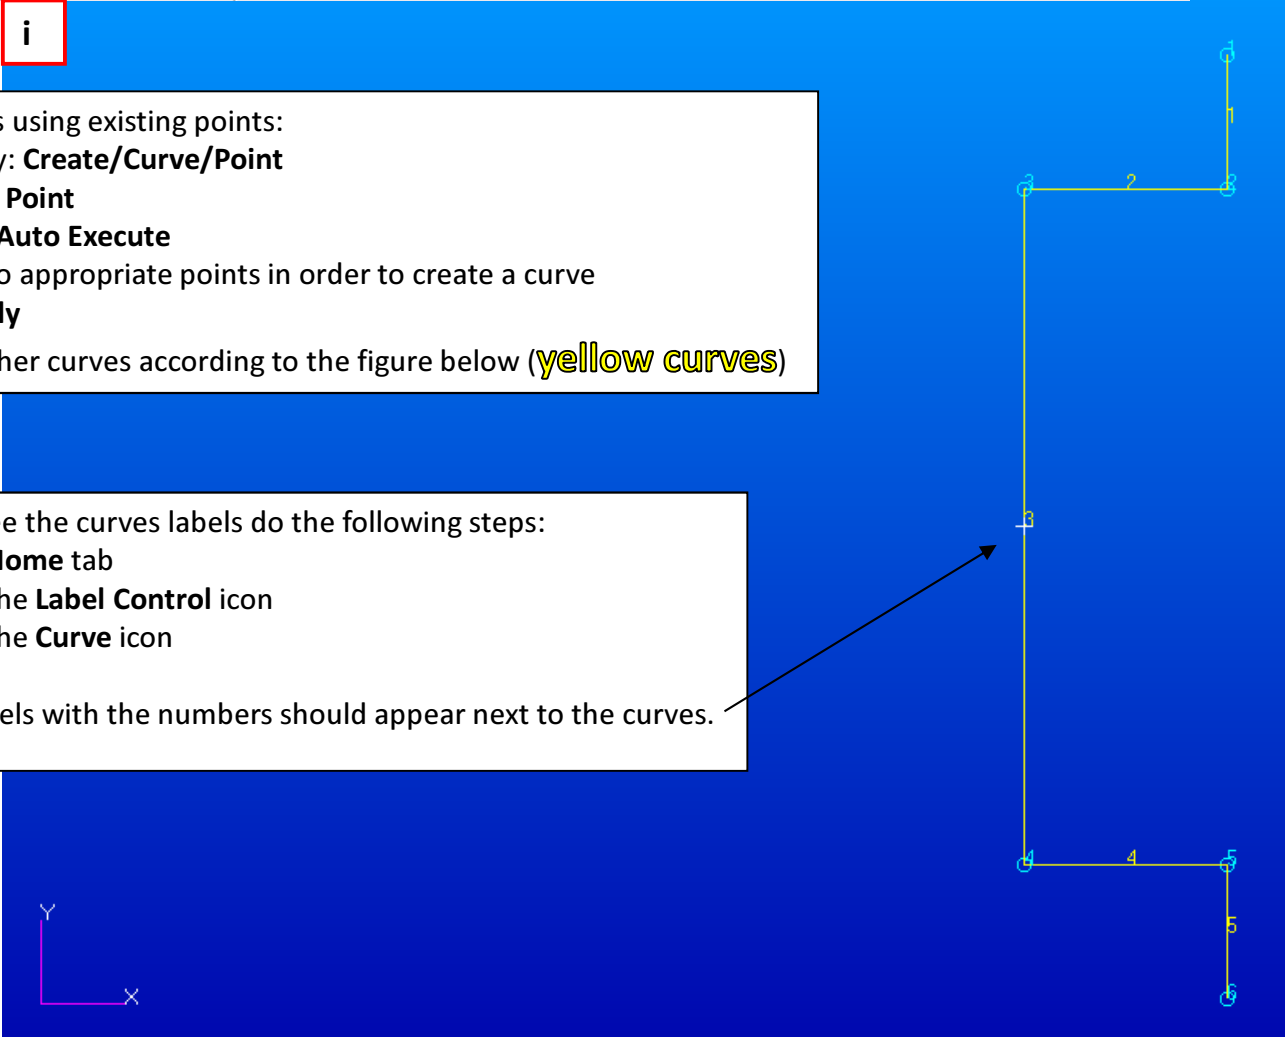 i
s using existing points:
y: Create/Curve/Point
Point
Auto Execute
o appropriate points in order to create a curve
ly
her curves according to the figure below (yellow curves)
e the curves labels do the following steps:
Home tab
he Label Control icon
he Curve icon
els with the numbers should appear next to the curves.
1
1
3
2
2
3
4
4
5
5
6
Y
X